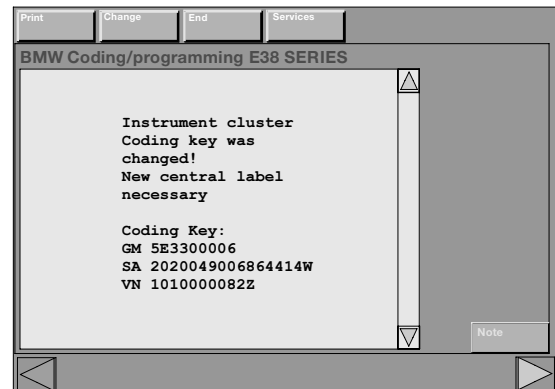 Print Change End Services
BMW Coding/programming E38 SERIES
Instrument cluster
Coding key was
changed!
New central label
necessary
Coding Key:
GM 5E3300006
SA 2020049006864414W
VN 1010000082Z
Note